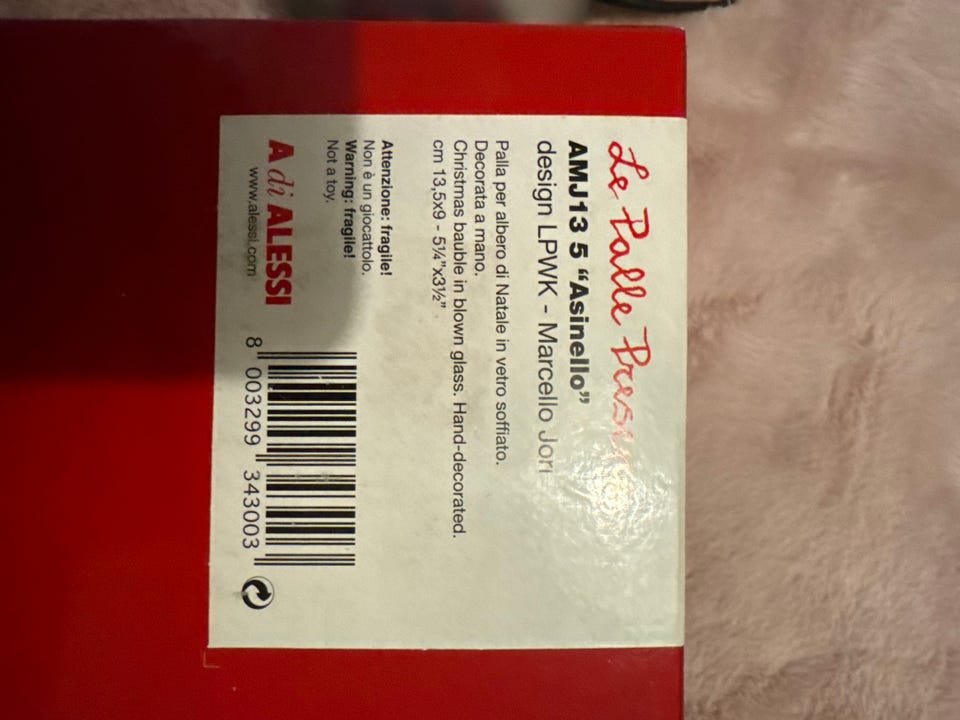 Le Palle Presepe
AMJ13 5 “Asinello”
design LPWK - Marcello Jori
Palla per albero di Natale in vetro soffiato.
Decorata a mano.
Christmas bauble in blown glass. Hand-decorated.
cm 13,5x9 - 5¼”x3½”
Attenzione: fragile!
Non è un giocattolo.
Warning: fragile!
Not a toy.
A di ALESSI
www.alessi.com
8 003299 343003